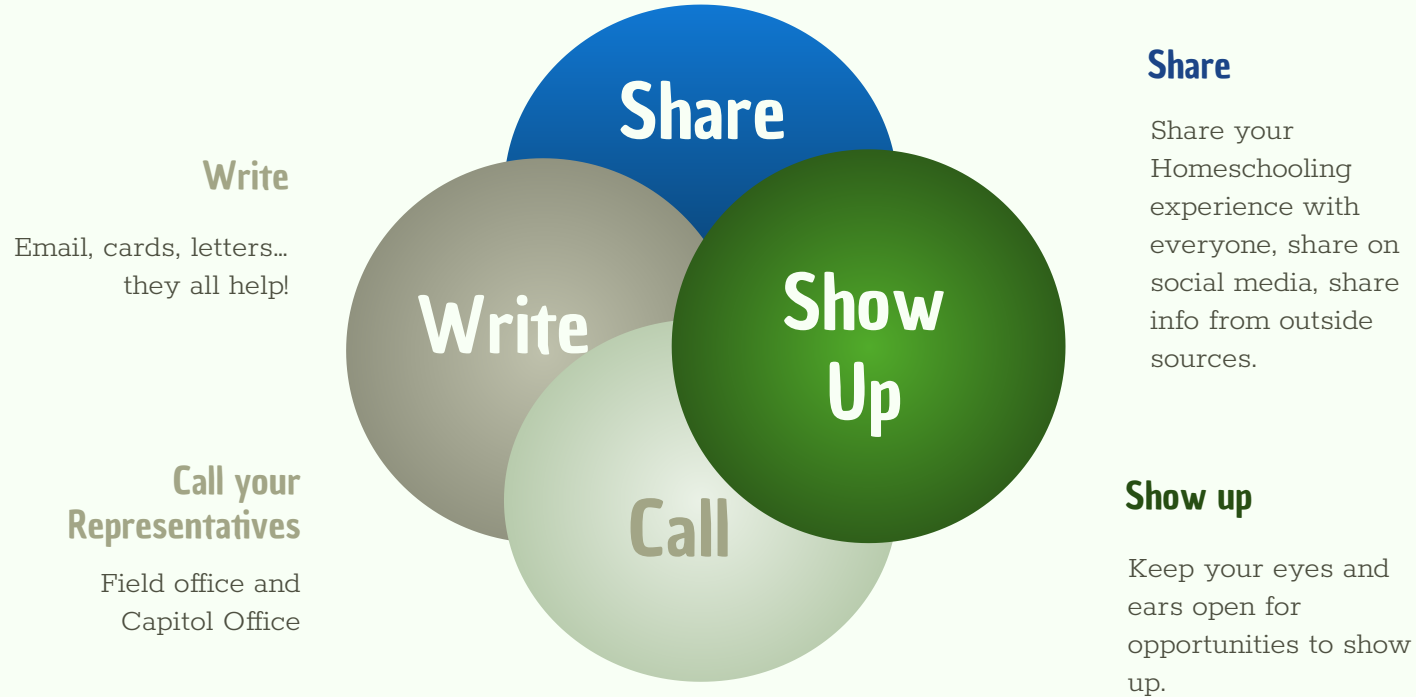 Share
Write
Show
Up
Call
Write
Email, cards, letters…
they all help!
Call your
Representatives
Field office and
Capitol Office
Share
Share your
Homeschooling
experience with
everyone, share on
social media, share
info from outside
sources.
Show up
Keep your eyes and
ears open for
opportunities to show
up.